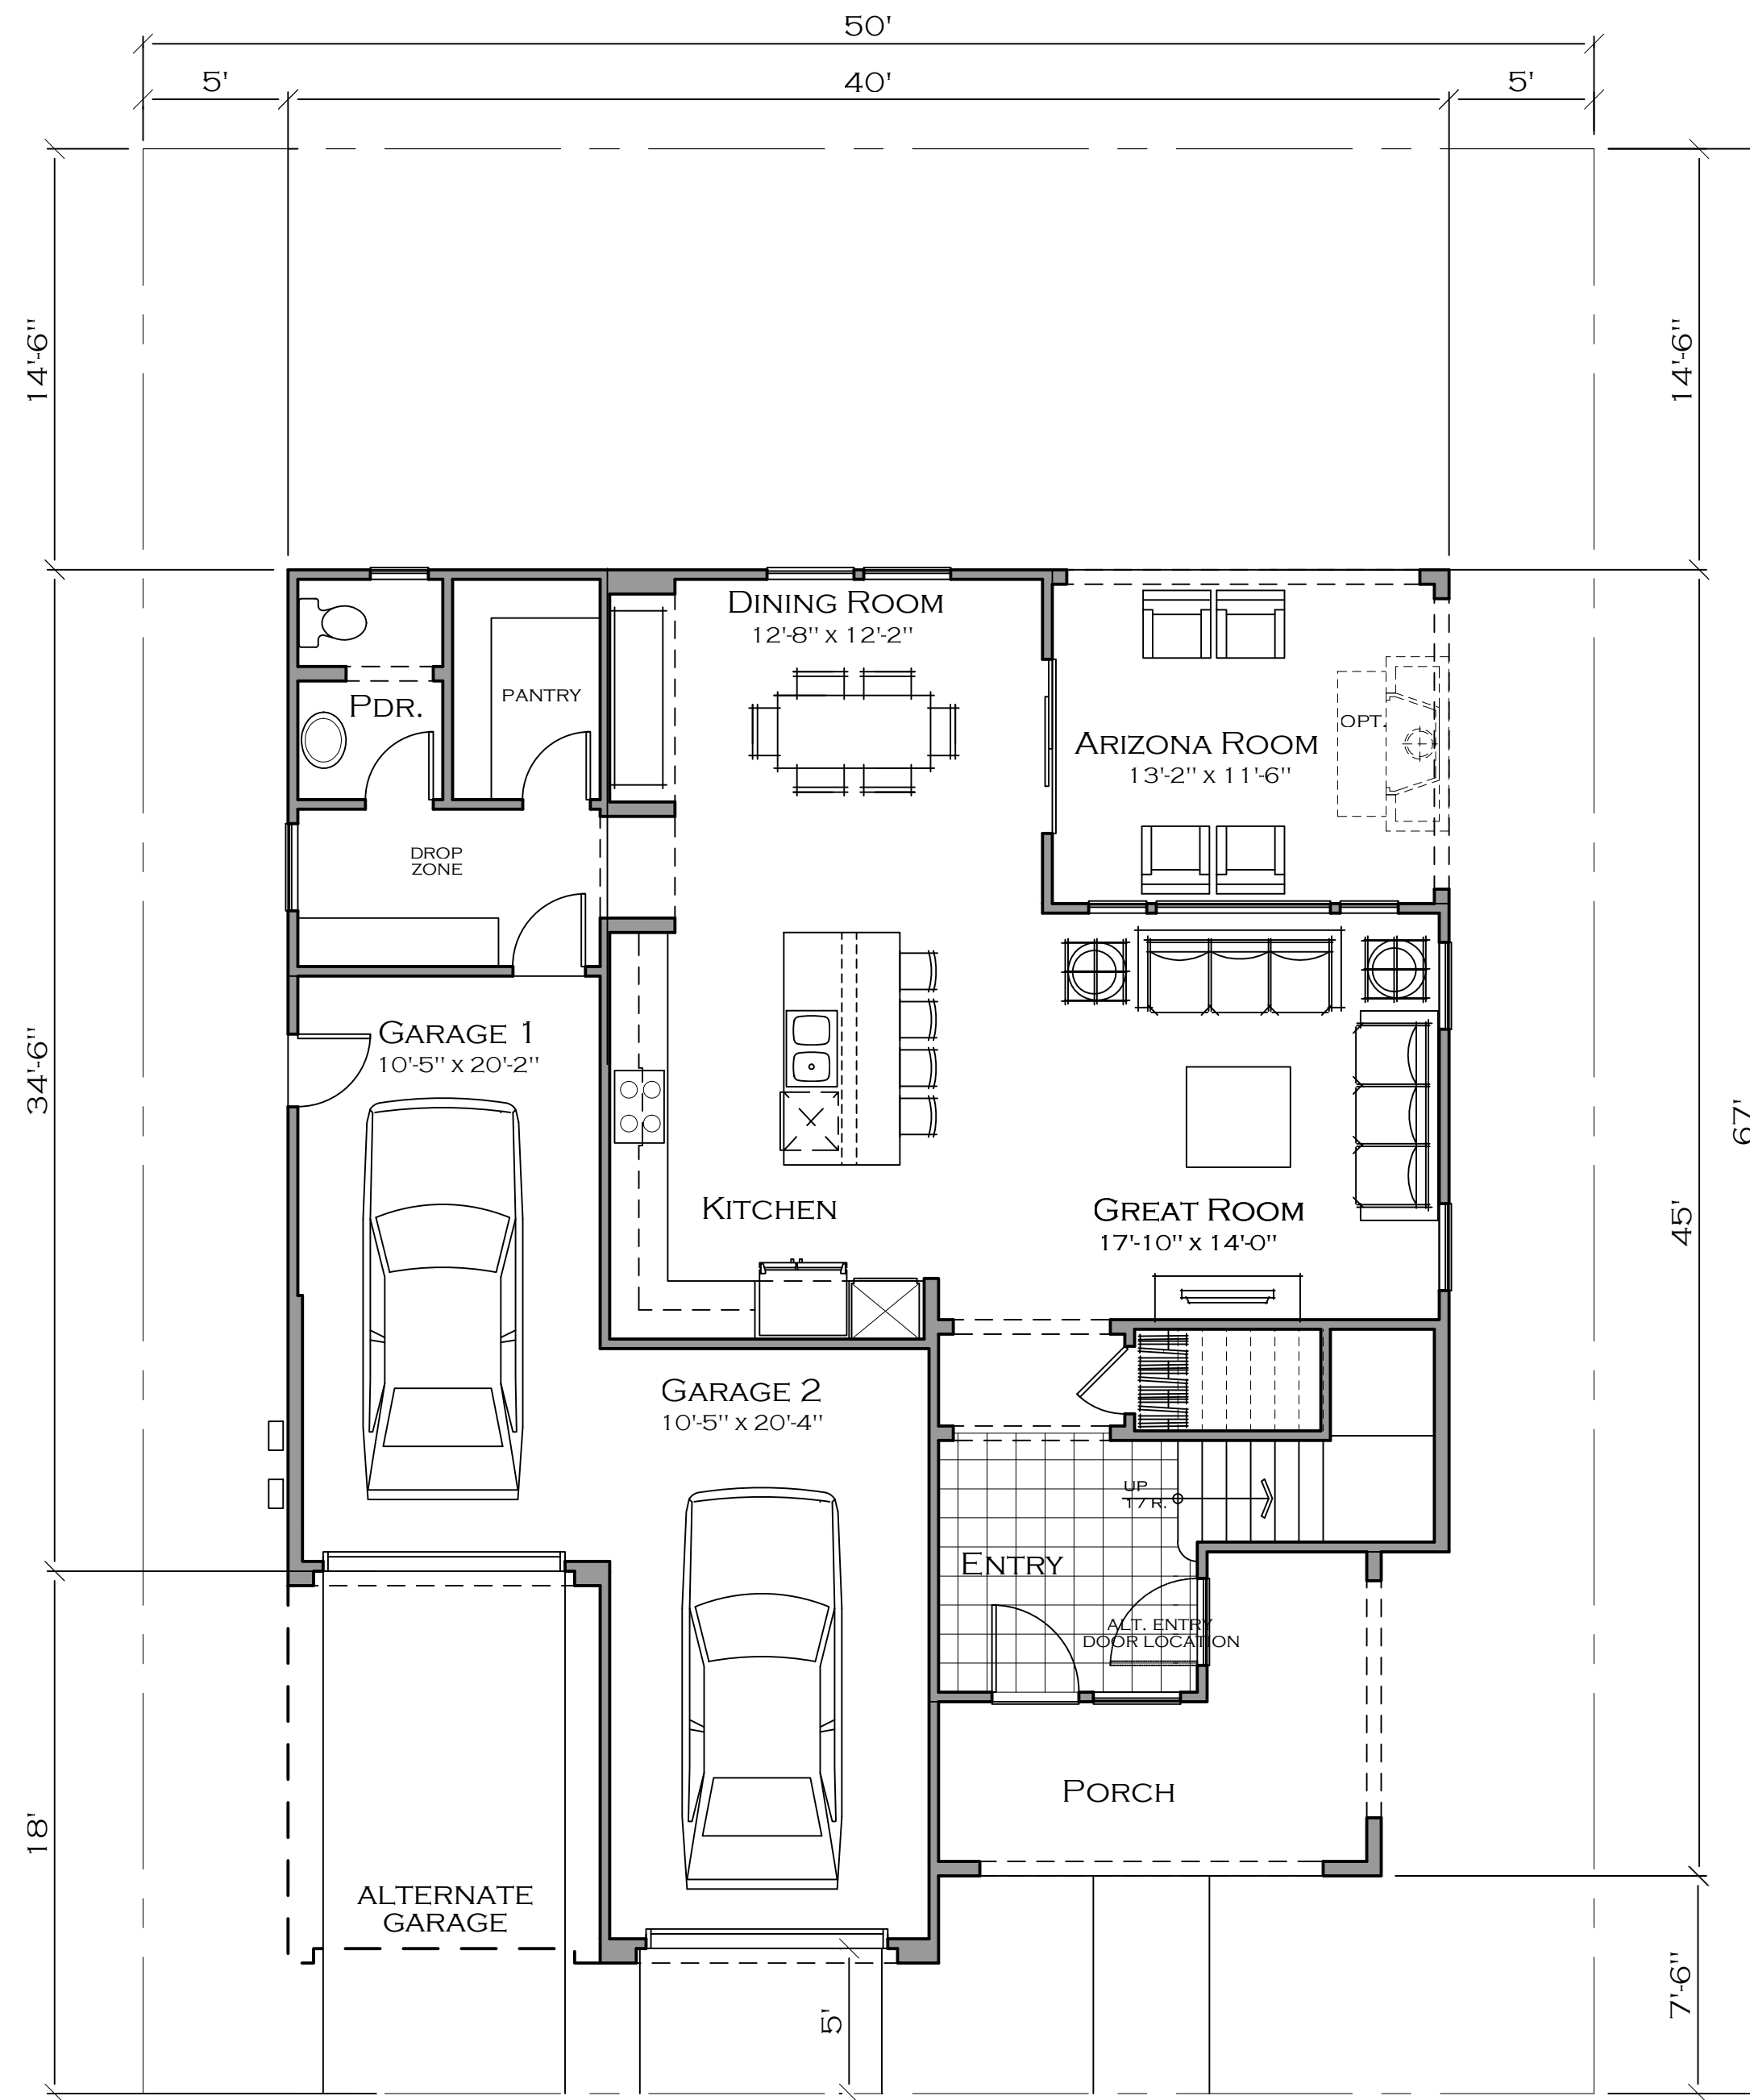 50'
5'
40'
5'
14'-6"
14'-6"
DINING ROOM
12'-8" X 12'-2"
PDR.
PANTRY
OPT.
ARIZONA ROOM
13'-2" X 11'-6"
DROP
ZONE
GARAGE 1
10'-5" X 20'-2"
34'-6"
67'
KITCHEN
GREAT ROOM
17'-10" X 14'-0"
45'
GARAGE 2
10'-5" X 20'-4"
UP
17 R.
ENTRY
ALT. ENTRY
DOOR LOCATION
PORCH
18'
ALTERNATE
GARAGE
5'
7'-6"